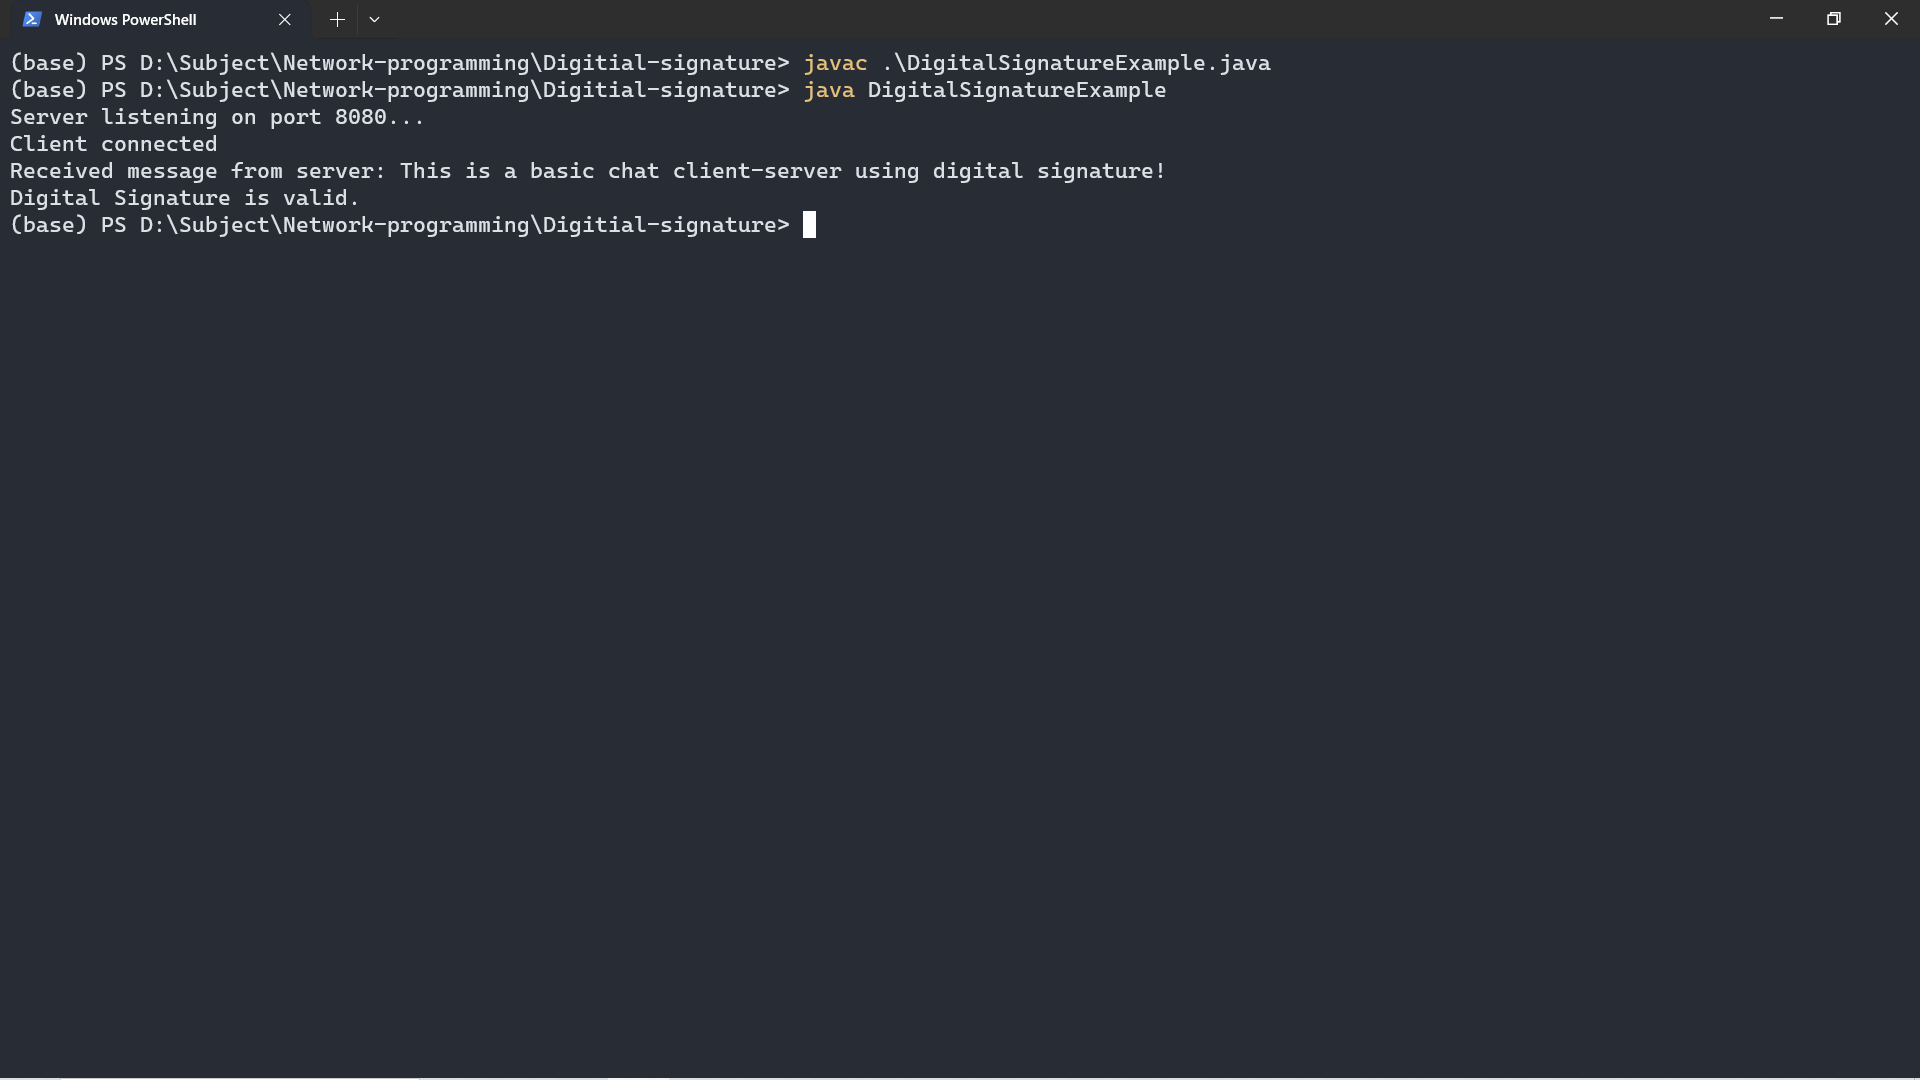 Windows PowerShell
(base) PS D:\Subject\Network-programming\Digitial-signature> javac .\DigitalSignatureExample.java
(base) PS D:\Subject\Network-programming\Digitial-signature> java DigitalSignatureExample
Server listening on port 8080...
Client connected
Received message from server: This is a basic chat client-server using digital signature!
Digital Signature is valid.
(base) PS D:\Subject\Network-programming\Digitial-signature>